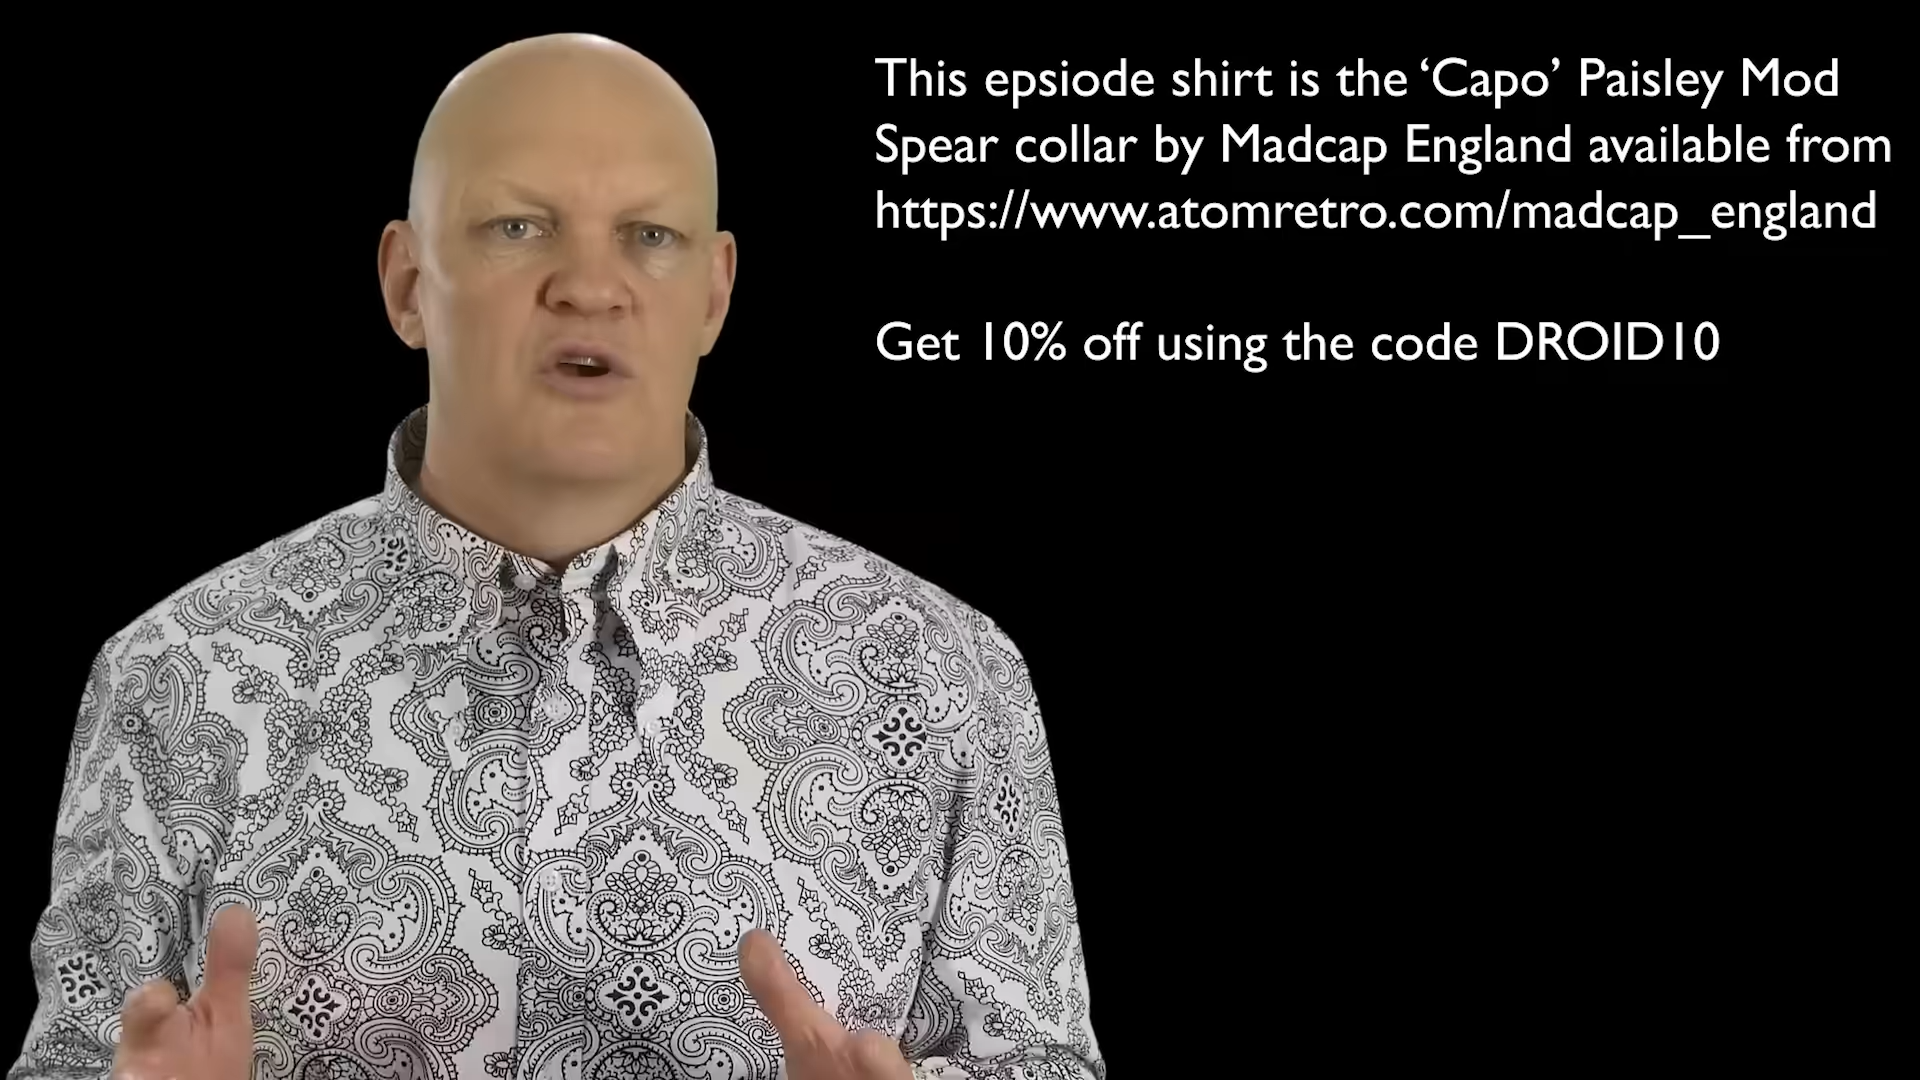 This epsiode shirt is the ‘Capo’ Paisley Mod
Spear collar by Madcap England available from
https://www.atomretro.com/madcap_england
Get 10% off using the code DROID10